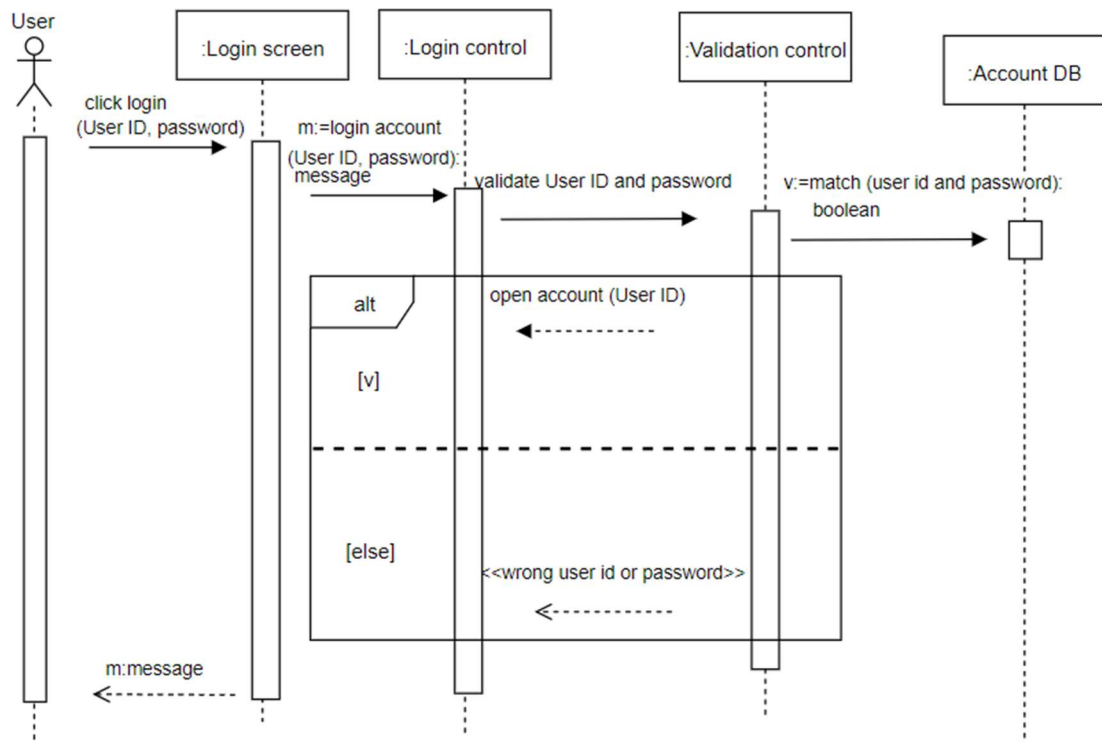 User
:Login screen
:Login control
:Validation control
:Account DB
click login
(User ID, password)
m:=login account
(User ID, password):
message
validate User ID and password
v:=match (user id and password):
boolean
alt
open account (User ID)
[v]
[else]
<<wrong user id or password>>
m:message